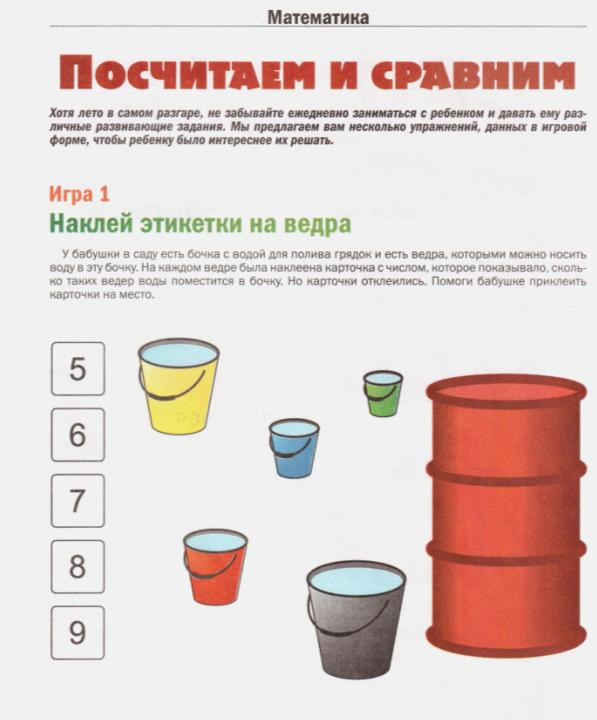 Математика
Посчитаем и сравним
Хотя лето в самом разгаре, не забывайте ежедневно заниматься с ребенком и давать ему раз-
личные развивающие задания. Мы предлагаем вам несколько упражнений, данных в игровой
форме, чтобы ребенку было интереснее их решать.
Игра 1
Наклей этикетки на ведра
У бабушки в саду есть бочка с водой для полива грядок и есть ведра, которыми можно носить
воду в эту бочку. На каждом ведре была наклеена карточка с числом, которое показывало, сколь-
ко таких ведер воды поместится в бочку. Но карточки отклеились. Помоги бабушке приклеить
карточки на место.
5
6
7
8
9